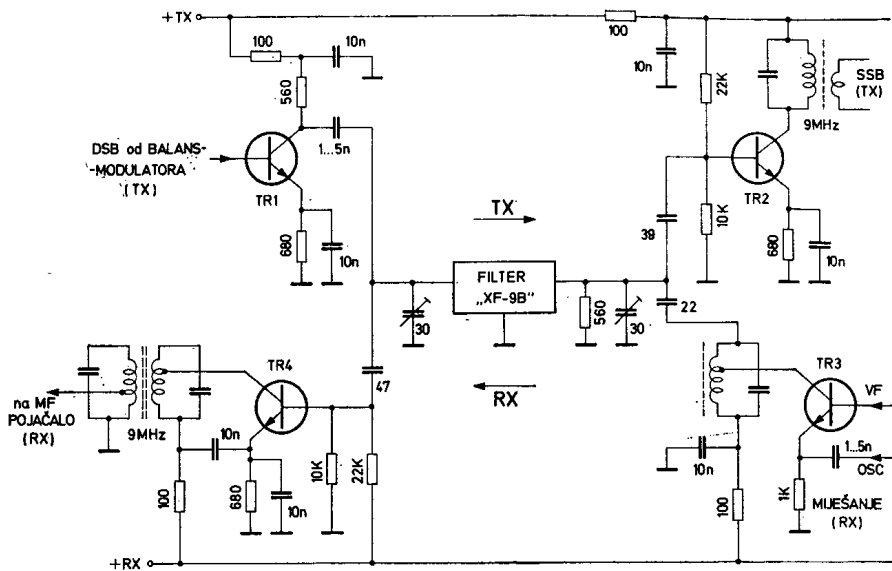 +TX
100
10n
560
1...5n
DSB od BALANS-
-MODULATORA
(TX)
TR1
680
10n
100
10n
22K
SSB
(TX)
9MHz
TR2
10K
39
680
10n
TX
FILTER
„XF-9B"
30
560
30
22
RX
47
TR4
na MF
POJAČALO
(RX)
9MHz
10n
100
680
10n
10K
22K
TR3
VF
1...5n
OSC
10n
100
1K
MIJEŠANJE
(RX)
+RX